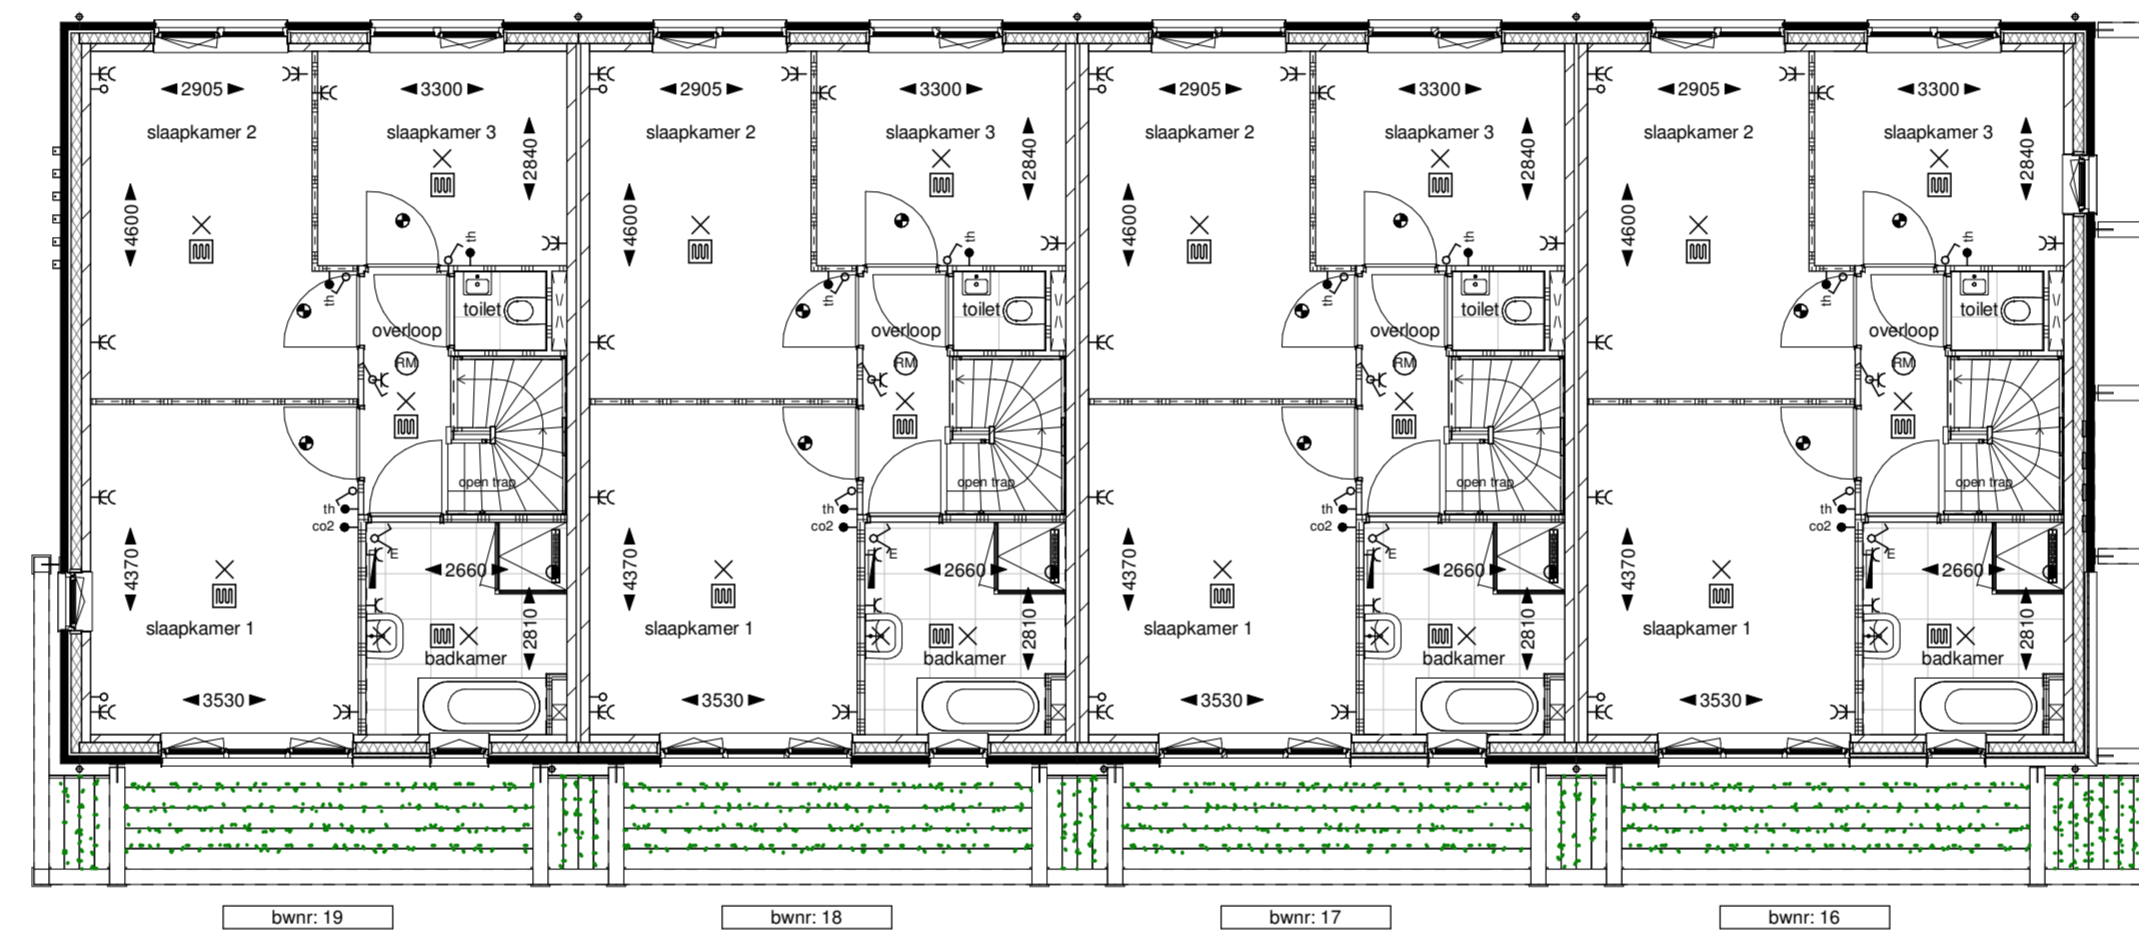 2905 3300 2905 3300 2905 3300 2905 3300
slaapkamer 2 slaapkamer 3 slaapkamer 2 slaapkamer 3 slaapkamer 2 slaapkamer 3 slaapkamer 2 slaapkamer 3
2840 2840 2840 2840
4600 4600 4600 4600
th th th th
th th th th
toilet toilet toilet toilet
overloop overloop overloop overloop
RM RM RM RM
open trap open trap open trap open trap
th th th th
co2 co2 co2 co2
E E E E
4370 2660 4370 2660 4370 2660 4370 2660
slaapkamer 1 2810 slaapkamer 1 2810 slaapkamer 1 2810 slaapkamer 1 2810
badkamer badkamer badkamer badkamer
3530 3530 3530 3530
bwnr: 19 bwnr: 18 bwnr: 17 bwnr: 16